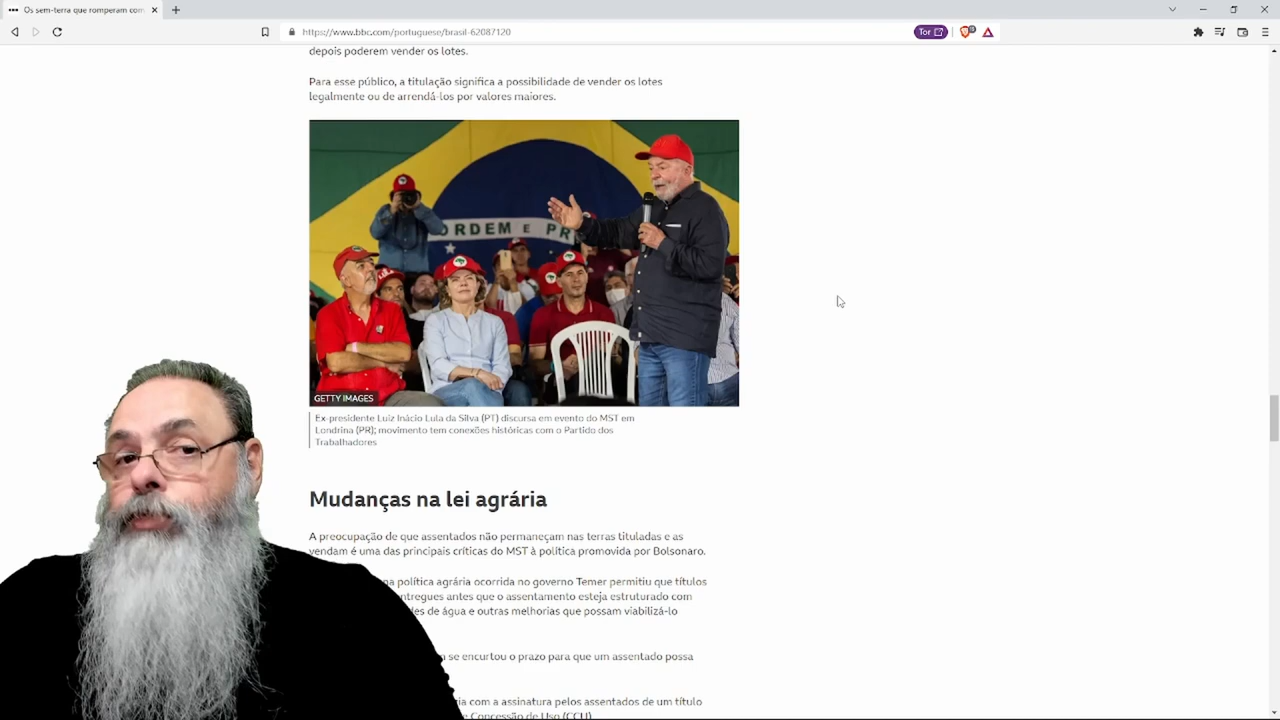 Os sem-terra que romperam com
https://www.bbc.com/portuguese/brasil-62087120
Tor
depois poderem vender os lotes.
Para esse público, a titulação significa a possibilidade de vender os lotes
legalmente ou de arrendá-los por valores maiores.
ORDEM E PR
GETTY IMAGES
Ex-presidente Luiz Inácio Lula da Silva (PT) discursa em evento do MST em
Londrina (PR); movimento tem conexões históricas com o Partido dos
Trabalhadores
Mudanças na lei agrária
A preocupação de que assentados não permaneçam nas terras tituladas e as
vendam é uma das principais críticas do MST à política promovida por Bolsonaro.
na política agrária ocorrida no governo Temer permitiu que títulos
ntregues antes que o assentamento esteja estruturado com
des de água e outras melhorias que possam viabilizá-lo
se encurtou o prazo para que um assentado possa
ia com a assinatura pelos assentados de um título
e Concessão de Uso (CCU)